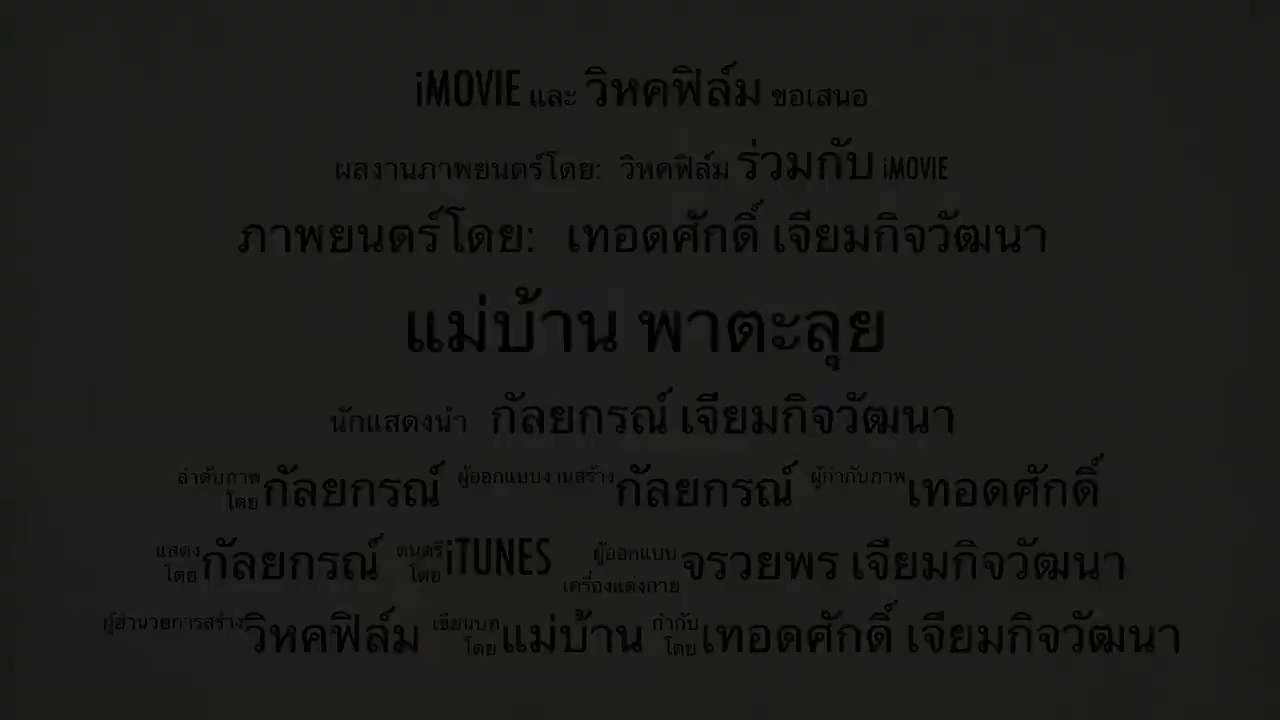 iMOVIE และ วิหคฟิล์ม ขอเสนอ
ผลงานภาพยนตร์โดย: วิหคฟิล์ม ร่วมกับ iMOVIE
ภาพยนตร์โดย: เทอดศักดิ์ เจียมกิจวัฒนา
แม่บ้าน พาตะลุย
นักแสดงนำ กัลยกรณ์ เจียมกิจวัฒนา
ลำดับภาพโดย กัลยกรณ์ ผู้ออกแบบงานสร้าง กัลยกรณ์ ผู้กำกับภาพ เทอดศักดิ์
แสดงโดย กัลยกรณ์ ดนตรีโดย iTUNES ผู้ออกแบบเครื่องแต่งกาย จรวยพร เจียมกิจวัฒนา
ผู้อำนวยการสร้าง วิหคฟิล์ม เขียนบทโดย แม่บ้าน กำกับโดย เทอดศักดิ์ เจียมกิจวัฒนา